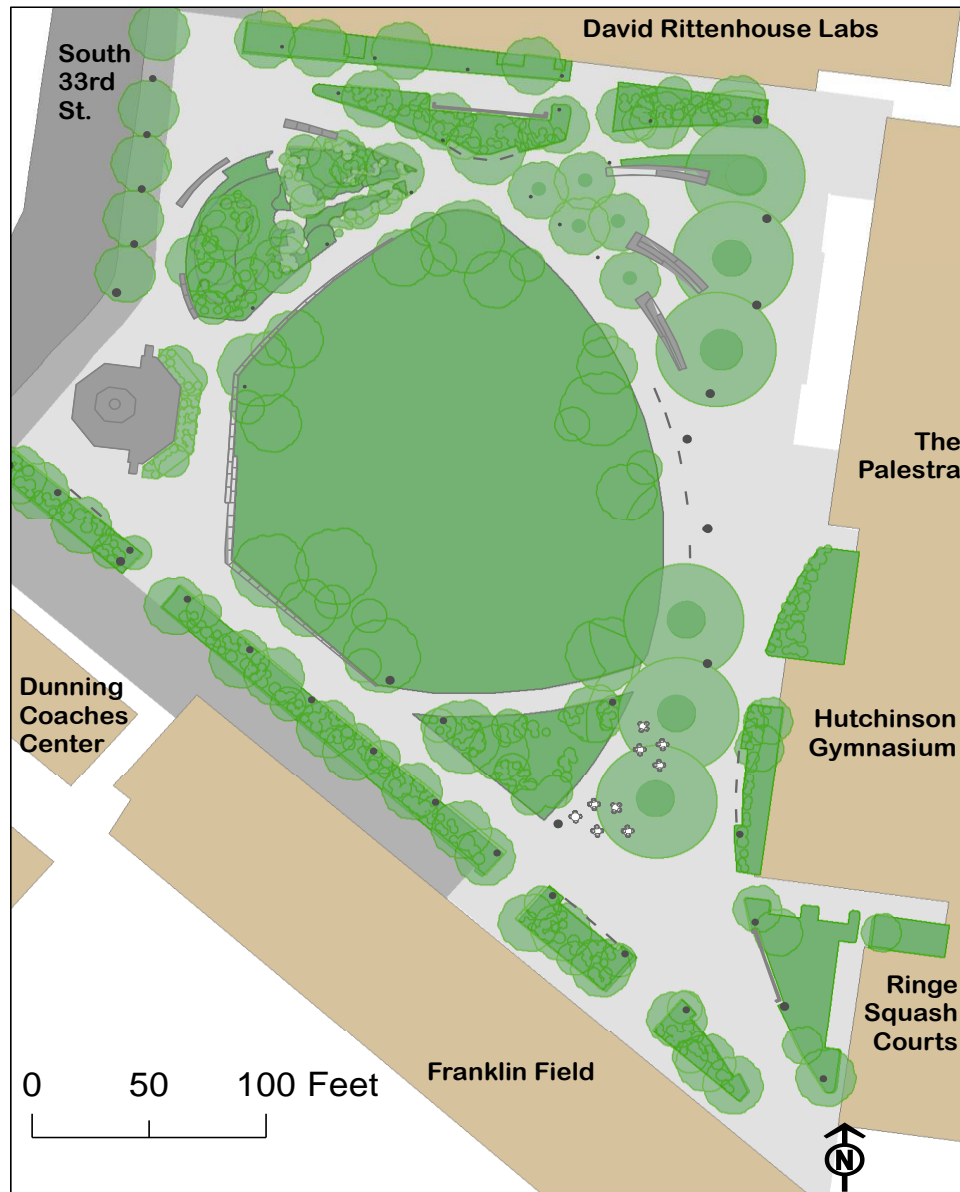 David Rittenhouse Labs
South
33rd
St.
The
Palestra
Dunning
Coaches
Center
Hutchinson
Gymnasium
Ringe
Squash
Courts
Franklin Field
0 50 100 Feet
N